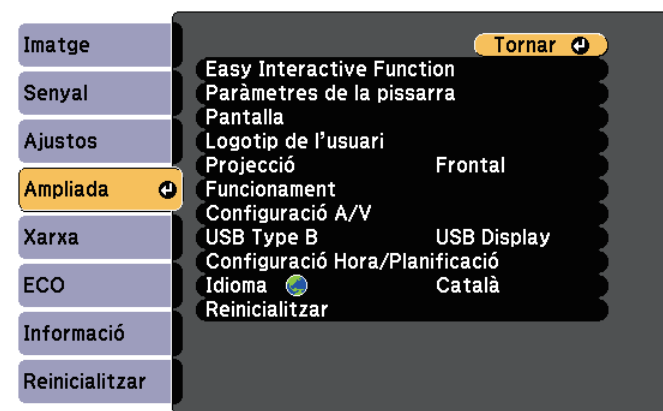 Imatge
Senyal
Ajustos
Ampliada
Xarxa
ECO
Informació
Reinicialitzar
Tornar
Easy Interactive Function
Paràmetres de la pissarra
Pantalla
Logotip de l'usuari
Projecció Frontal
Funcionament
Configuració A/V
USB Type B USB Display
Configuració Hora/Planificació
Idioma Català
Reinicialitzar